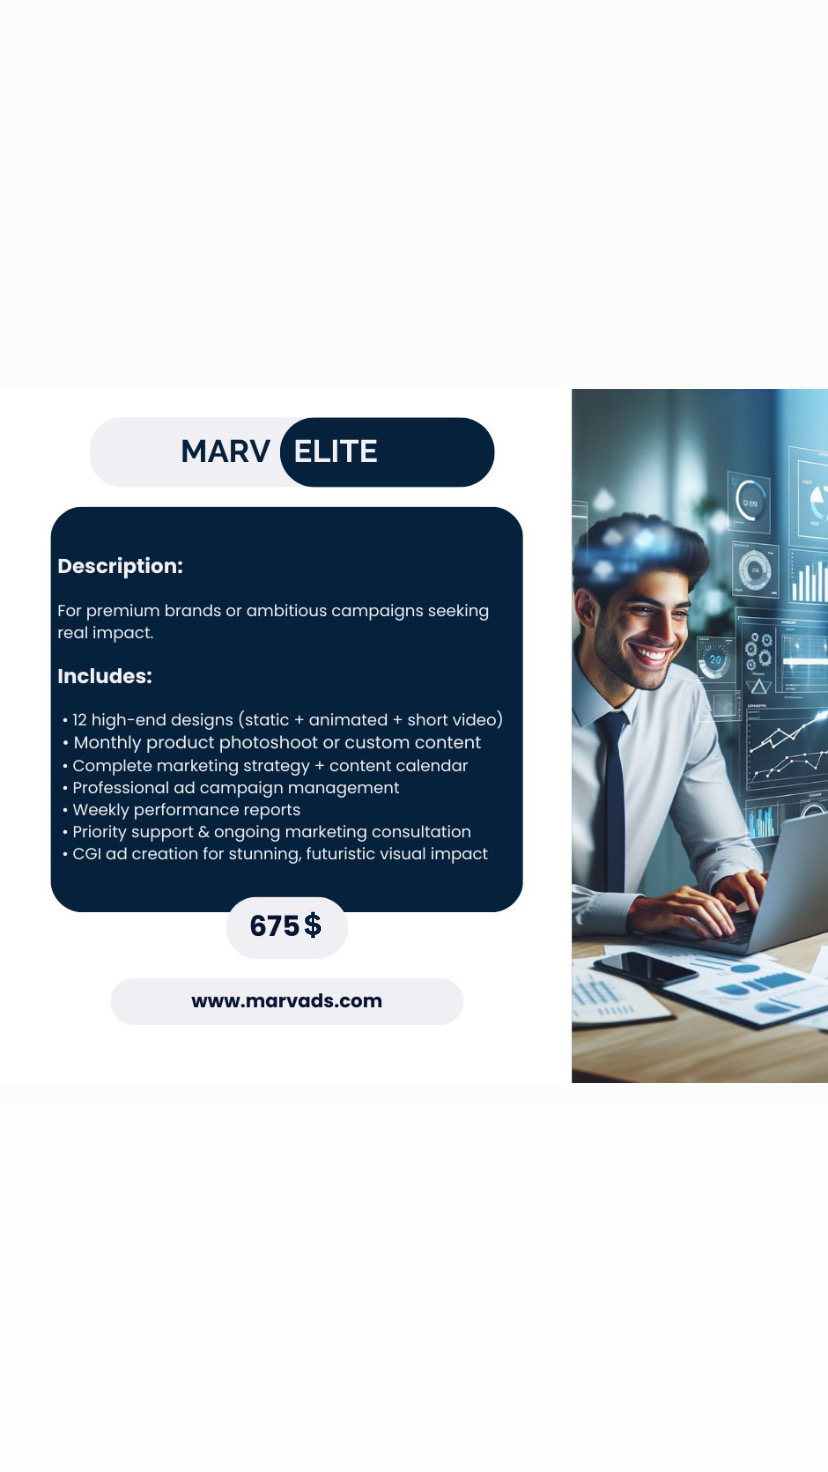 MARV ELITE
Description:
For premium brands or ambitious campaigns seeking
real impact.
Includes:
• 12 high-end designs (static + animated + short video)
• Monthly product photoshoot or custom content
• Complete marketing strategy + content calendar
• Professional ad campaign management
• Weekly performance reports
• Priority support & ongoing marketing consultation
• CGI ad creation for stunning, futuristic visual impact
675$
www.marvads.com